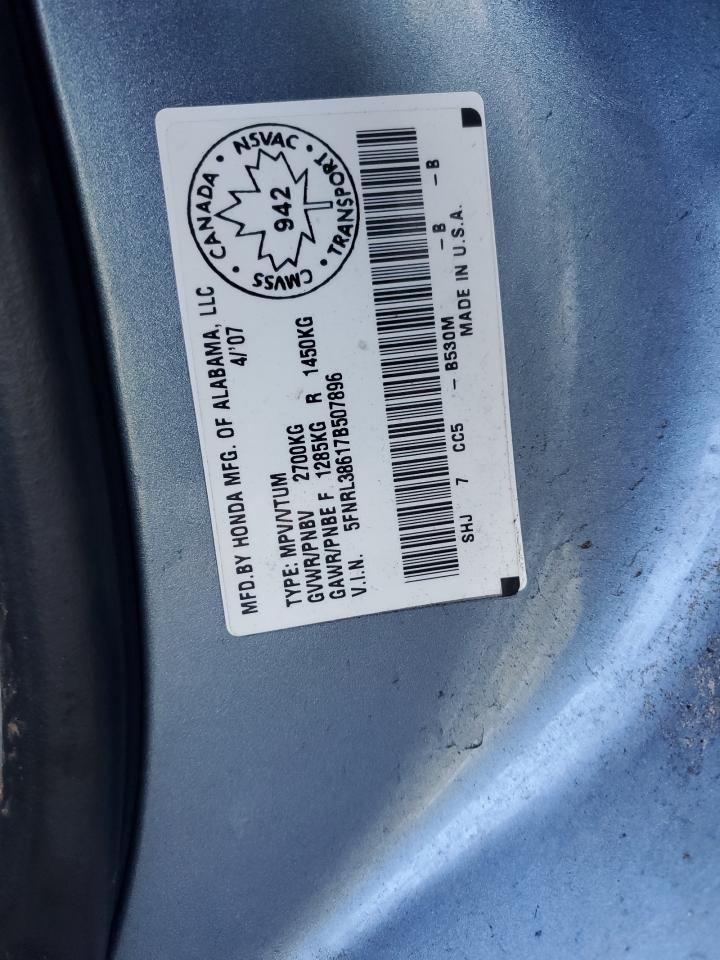 MFD.BY HONDA MFG. OF ALABAMA, LLC
4/'07
TYPE: MPV/VTUM
GVWR/PNBV 2700KG
GAWR/PNBE F 1285KG R 1450KG
V.I.N. 5FNRL38617B507896
CANADA • NSVAC • TRANSPORT • CMVSS •
942
SHJ 7 CC5 - B530M - B - B
MADE IN U.S.A.